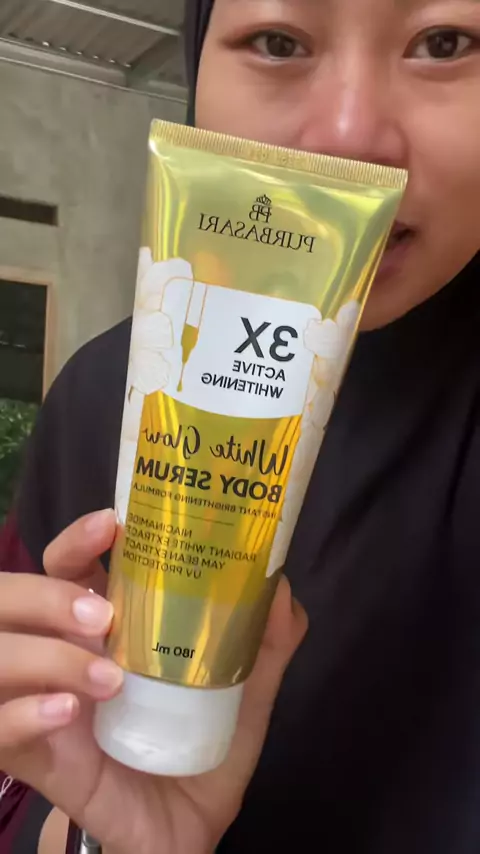 PB
PURBASARI
3X
ACTIVE
WHITENING
White Glow
BODY SERUM
INSTANT BRIGHTENING FORMULA
NIACINAMIDE
RADIANT WHITE EXTRACT
YAM BEAN EXTRACT
UV PROTECTION
180 mL